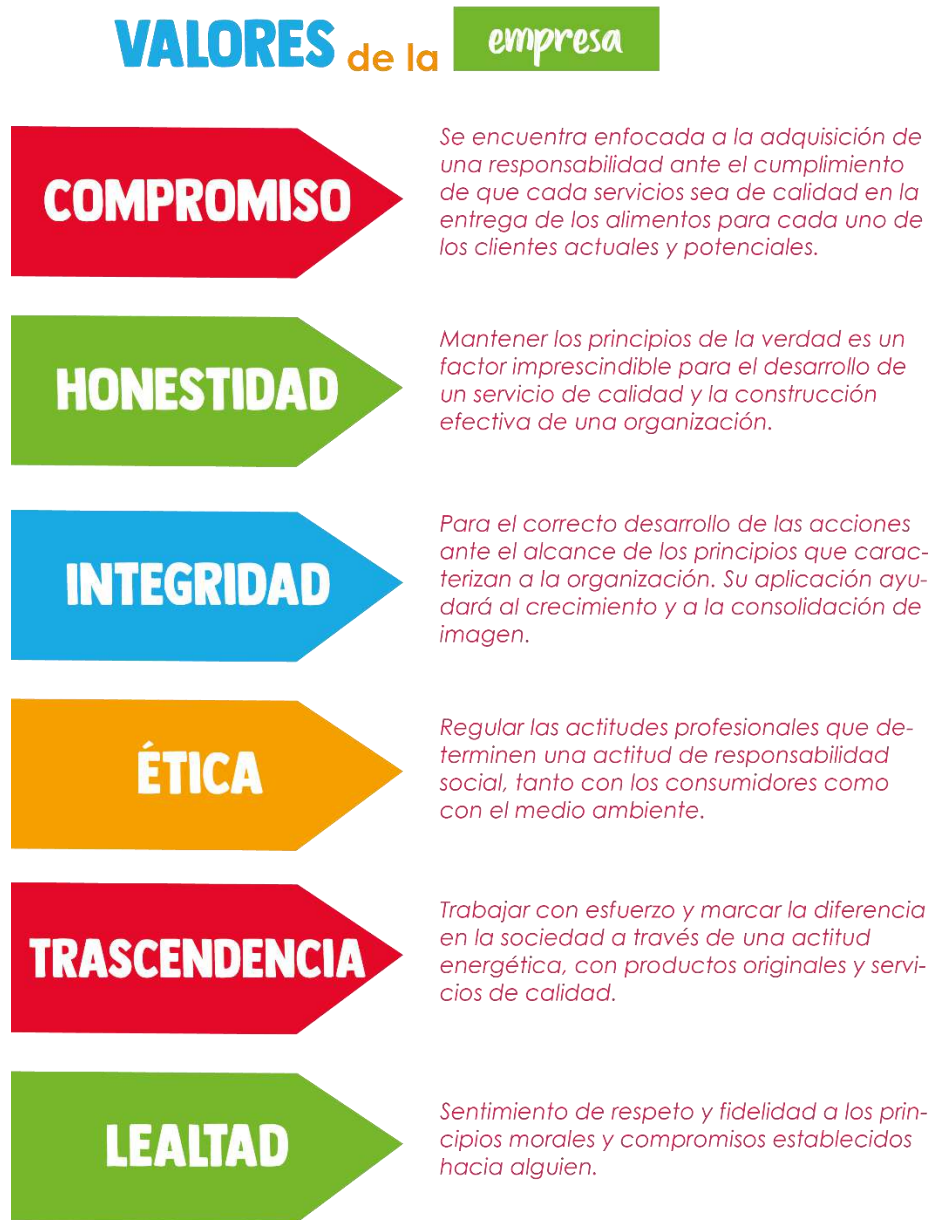 VALORES de la empresa
COMPROMISO
Se encuentra enfocada a la adquisición de
una responsabilidad ante el cumplimiento
de que cada servicios sea de calidad en la
entrega de los alimentos para cada uno de
los clientes actuales y potenciales.
HONESTIDAD
Mantener los principios de la verdad es un
factor imprescindible para el desarrollo de
un servicio de calidad y la construcción
efectiva de una organización.
INTEGRIDAD
Para el correcto desarrollo de las acciones
ante el alcance de los principios que carac-
terizan a la organización. Su aplicación ayu-
dará al crecimiento y a la consolidación de
imagen.
ÉTICA
Regular las actitudes profesionales que de-
terminen una actitud de responsabilidad
social, tanto con los consumidores como
con el medio ambiente.
TRASCENDENCIA
Trabajar con esfuerzo y marcar la diferencia
en la sociedad a través de una actitud
energética, con productos originales y servi-
cios de calidad.
LEALTAD
Sentimiento de respeto y fidelidad a los prin-
cipios morales y compromisos establecidos
hacia alguien.